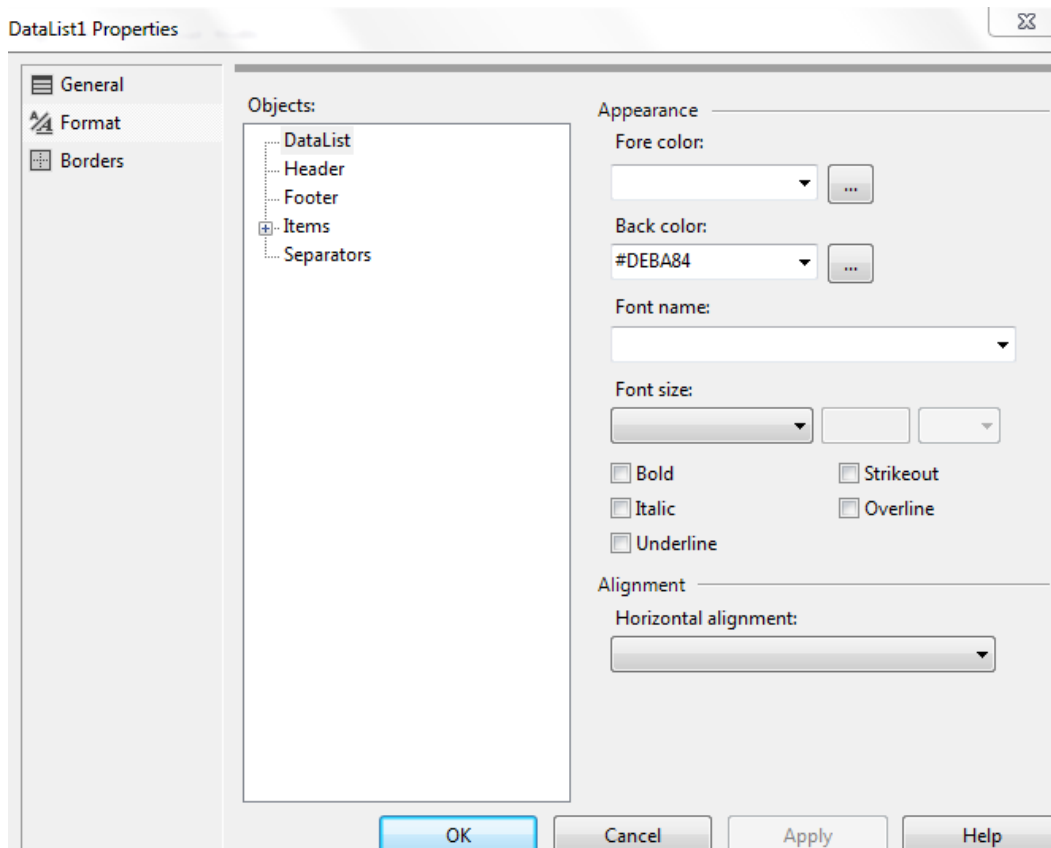 DataList1 Properties
General
Format
Borders
Objects:
DataList
Header
Footer
Items
Separators
Appearance
Fore color:
...
Back color:
#DEBA84
...
Font name:
Font size:
Bold
Strikeout
Italic
Overline
Underline
Alignment
Horizontal alignment:
OK
Cancel
Apply
Help